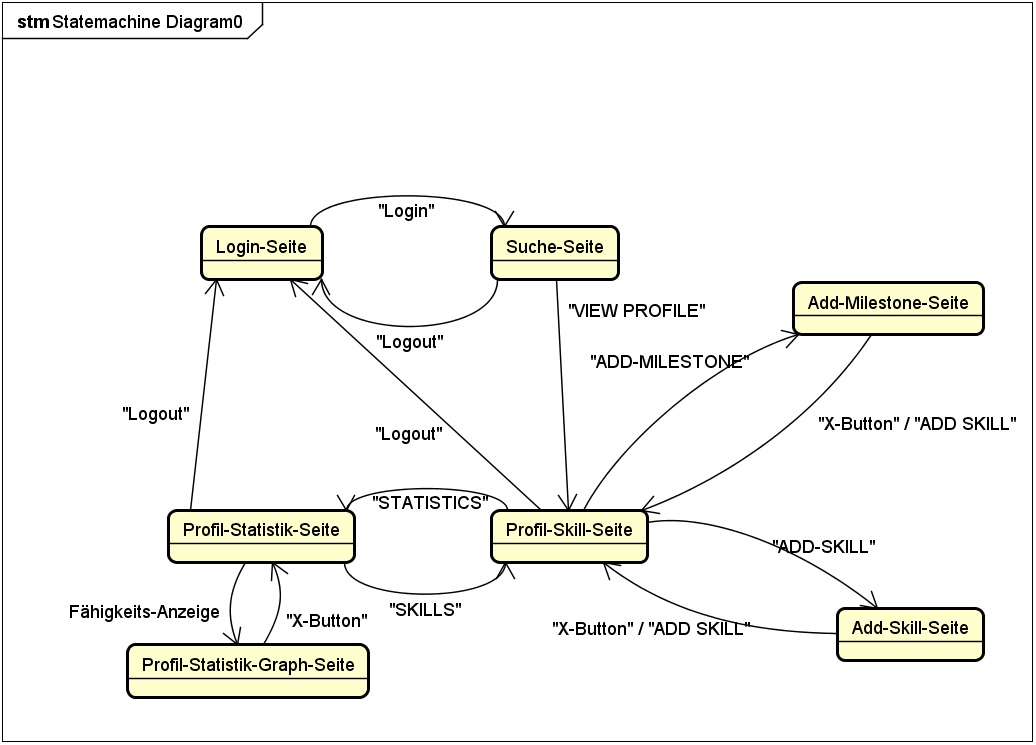 stm Statemachine Diagram0
"Login"
Login-Seite
Suche-Seite
"VIEW PROFILE"
Add-Milestone-Seite
"Logout"
"ADD-MILESTONE"
"Logout"
"Logout"
"X-Button" / "ADD SKILL"
"STATISTICS"
Profil-Statistik-Seite
Profil-Skill-Seite
"ADD-SKILL"
Fähigkeits-Anzeige
"X-Button"
"SKILLS"
"X-Button" / "ADD SKILL"
Add-Skill-Seite
Profil-Statistik-Graph-Seite